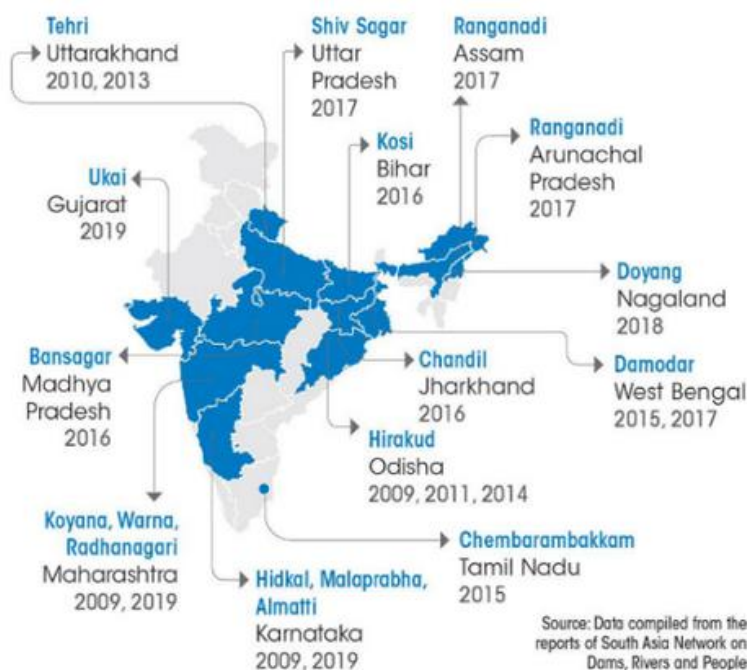 Tehri
Uttarakhand
2010, 2013
Shiv Sagar
Uttar
Pradesh
2017
Ranganadi
Assam
2017
Kosi
Bihar
2016
Ranganadi
Arunachal
Pradesh
2017
Ukai
Gujarat
2019
Doyang
Nagaland
2018
Bansagar
Madhya
Pradesh
2016
Chandil
Jharkhand
2016
Damodar
West Bengal
2015, 2017
Hirakud
Odisha
2009, 2011, 2014
Koyana, Warna,
Radhanagari
Maharashtra
2009, 2019
Hidkal, Malaprabha,
Almatti
Karnataka
2009, 2019
Chembarambakkam
Tamil Nadu
2015
Source: Data compiled from the
reports of South Asia Network on
Dams, Rivers and People